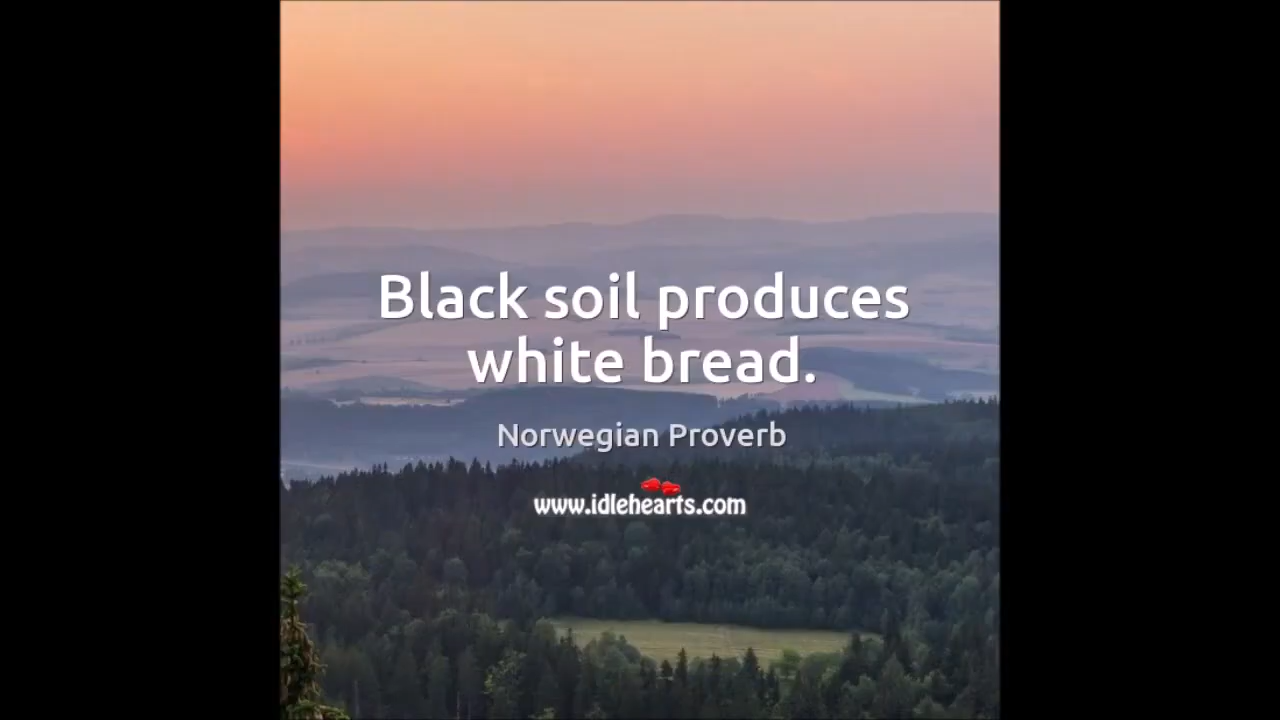 Black soil produces
white bread.
Norwegian Proverb
www.idlehearts.com